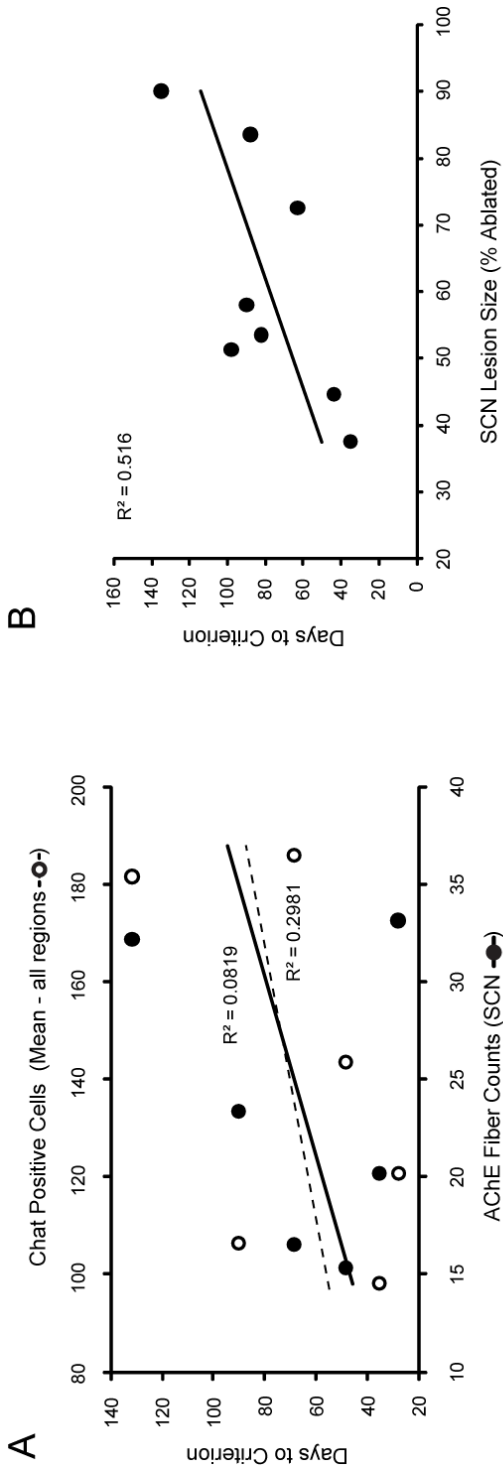 A
Chat Positive Cells (Mean - all regions -O-)
80 100 120 140 160 180 200
Days to Criterion
140
120
100
80
60
40
20
R² = 0.0819
R² = 0.2981
10 15 20 25 30 35 40
AChE Fiber Counts (SCN -●-)
B
Days to Criterion
160
140
120
100
80
60
40
20
0
R² = 0.516
20 30 40 50 60 70 80 90 100
SCN Lesion Size (% Ablated)